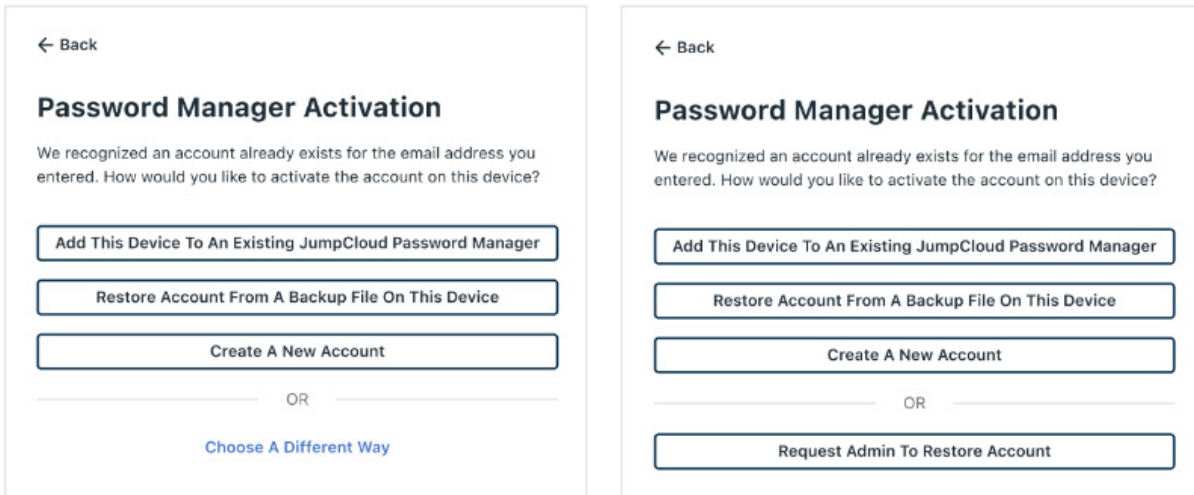 ← Back
Password Manager Activation
We recognized an account already exists for the email address you
entered. How would you like to activate the account on this device?
Add This Device To An Existing JumpCloud Password Manager
Restore Account From A Backup File On This Device
Create A New Account
OR
Choose A Different Way
← Back
Password Manager Activation
We recognized an account already exists for the email address you
entered. How would you like to activate the account on this device?
Add This Device To An Existing JumpCloud Password Manager
Restore Account From A Backup File On This Device
Create A New Account
OR
Request Admin To Restore Account